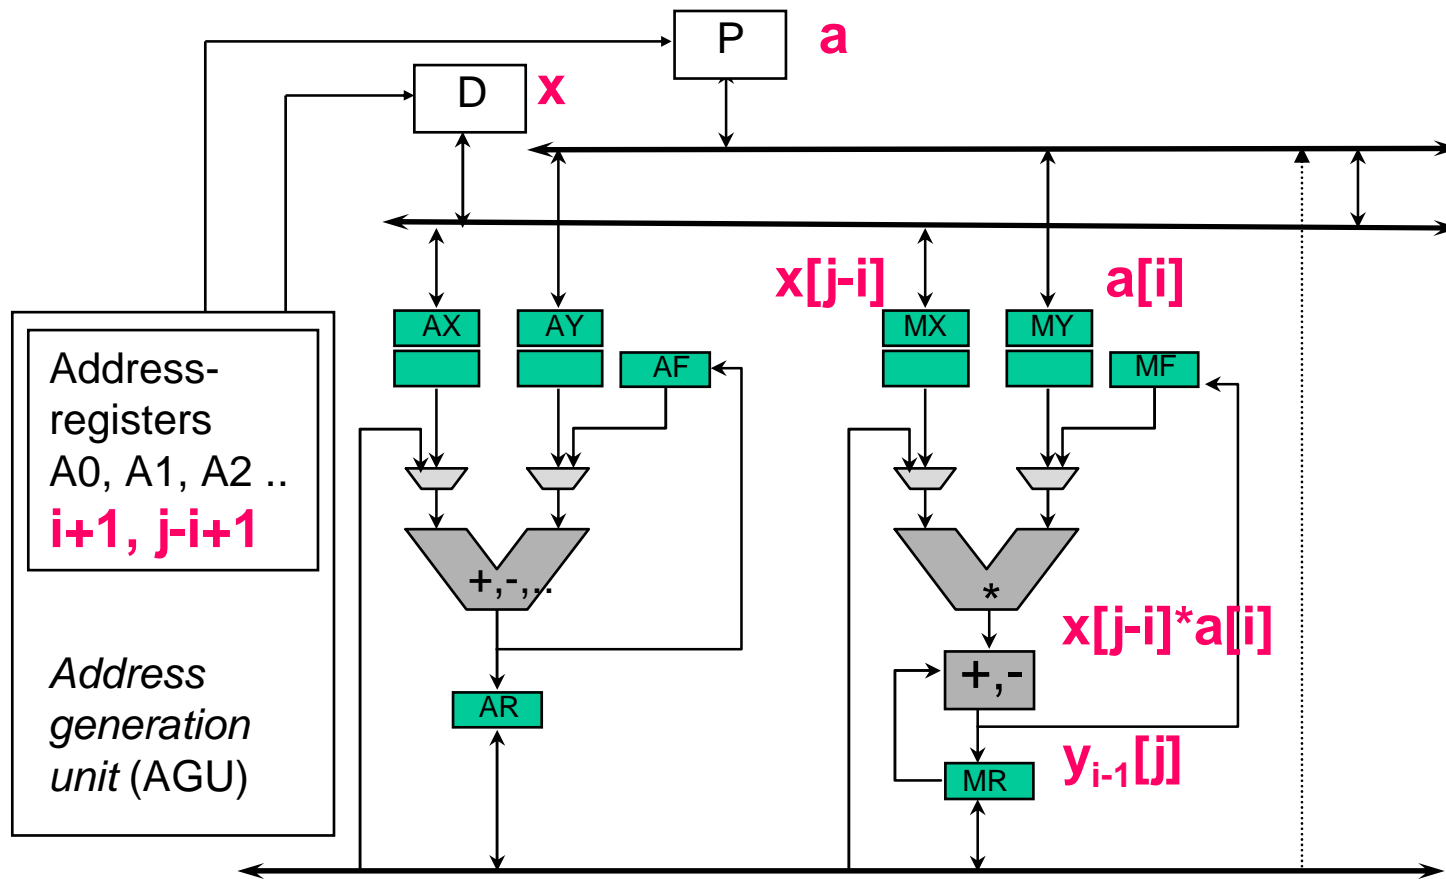 P a
D x
x[j-i] a[i]
AX AY MX MY
AF MF
Address-
registers
A0, A1, A2 ..
i+1, j-i+1
+,-,.. *
x[j-i]*a[i]
Address
generation
unit (AGU)
+,-
AR
yi-1[j]
MR